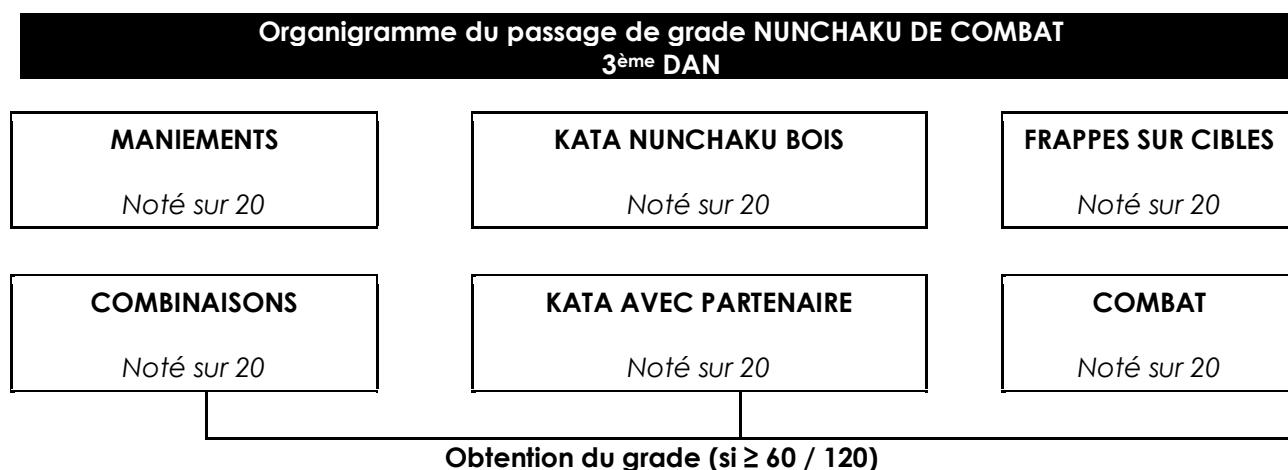 Organigramme du passage de grade NUNCHAKU DE COMBAT
3ème DAN
MANIEMENTS
Noté sur 20
KATA NUNCHAKU BOIS
Noté sur 20
FRAPPES SUR CIBLES
Noté sur 20
COMBINAISONS
Noté sur 20
KATA AVEC PARTENAIRE
Noté sur 20
COMBAT
Noté sur 20
Obtention du grade (si ≥ 60 / 120)